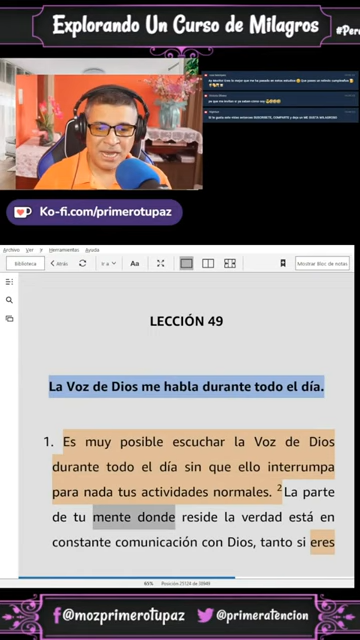 Explorando Un Curso de Milagros
#Per
Ko-fi.com/primerotupaz
Archivo Ver Herramientas Ayuda
Biblioteca Atrás Ir a Aa Mostrar Bloc de notas
LECCIÓN 49
La Voz de Dios me habla durante todo el día.
1. Es muy posible escuchar la Voz de Dios
durante todo el día sin que ello interrumpa
para nada tus actividades normales. ²La parte
de tu mente donde reside la verdad está en
constante comunicación con Dios, tanto si eres
@mozprimerotupaz @primeratencion